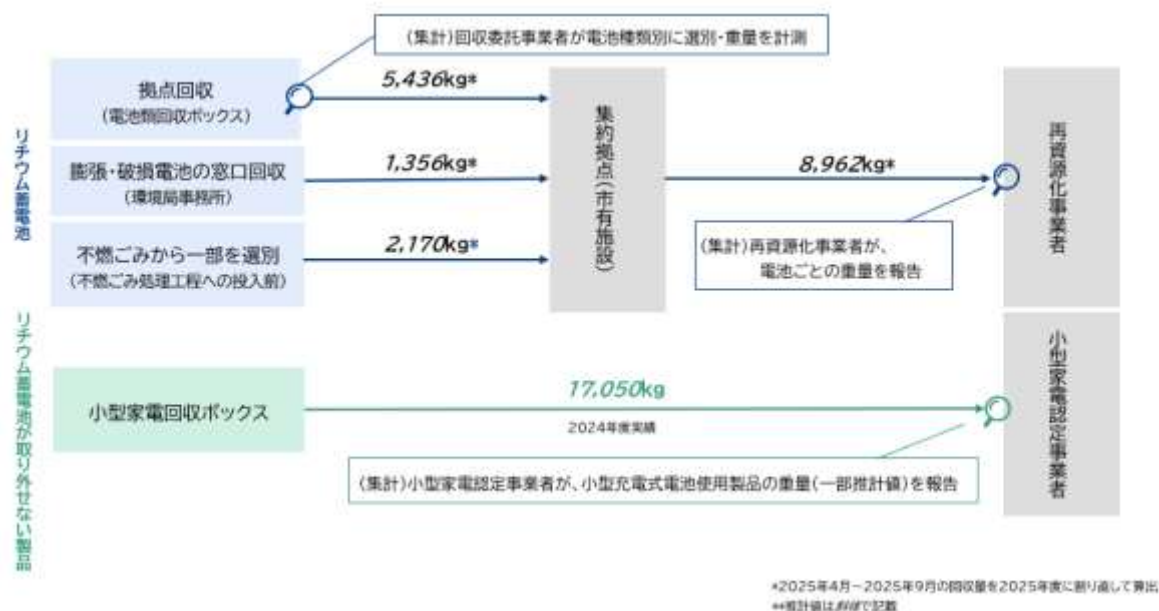 (集計)回収委託事業者が電池種類別に選別・重量を計測
リチウム蓄電池
拠点回収
(電池類回収ボックス)
5,436kg*
膨張・破損電池の窓口回収
(環境局事務所)
1,356kg*
不燃ごみから一部を選別
(不燃ごみ処理工程への投入前)
2,170kg*
集約拠点(市有施設)
8,962kg*
(集計)再資源化事業者が、
電池ごとの重量を報告
再資源化事業者
リチウム蓄電池が取り外せない製品
小型家電回収ボックス
17,050kg
2024年度実績
(集計)小型家電認定事業者が、小型充電式電池使用製品の重量(一部推計値)を報告
小型家電認定事業者
*2025年4月-2025年9月の回収量を2025年度に割り返して算出
**推計値は斜体で記載